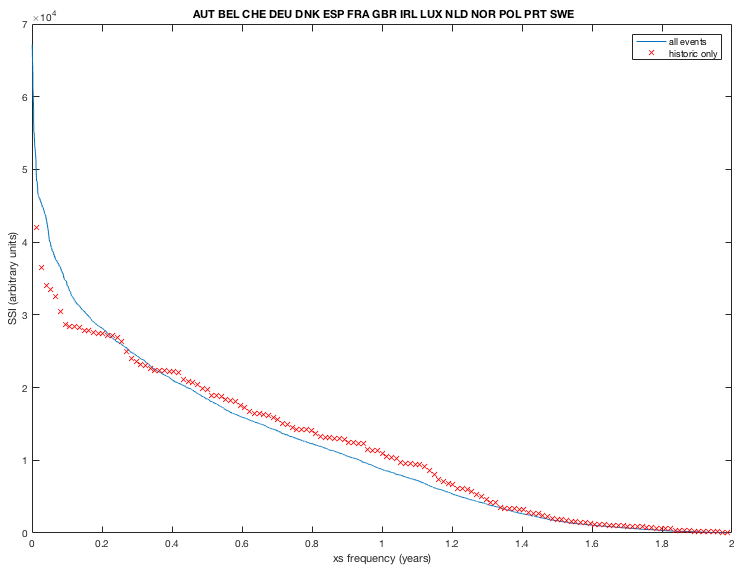 AUT BEL CHE DEU DNK ESP FRA GBR IRL LUX NLD NOR POL PRT SWE
×10⁴
all events
historic only
7
6
5
4
3
2
1
0
SSI (arbitrary units)
0 0.2 0.4 0.6 0.8 1 1.2 1.4 1.6 1.8 2
xs frequency (years)